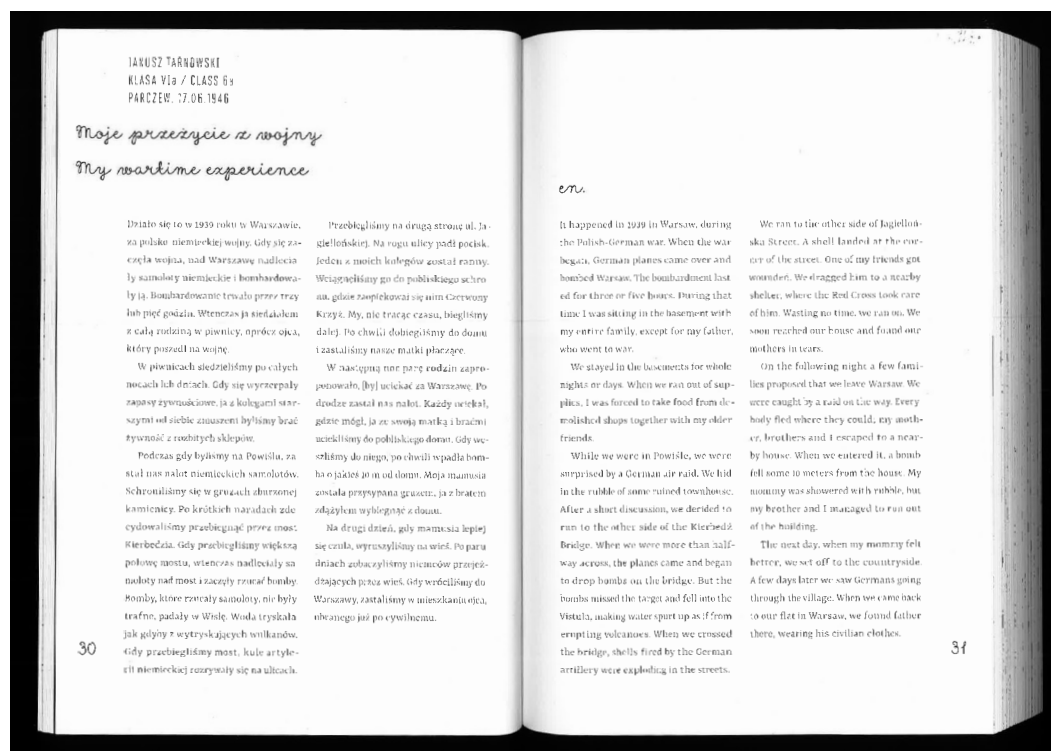 JANUSZ TARNOWSKI
KLASA VIa / CLASS 6a
PARCZEW, 17.06.1946
Moje przeżycie z wojny
My wartime experience
Działo się to w 1939 roku w Warszawie,
za polsko-niemieckiej wojny. Gdy się za-
częła wojna, nad Warszawę nadlecia-
ły samoloty niemieckie i bombardowa-
ły ją. Bombardowanie trwało przez trzy
lub pięć godzin. Wtenczas ja siedziałem
z całą rodziną w piwnicy, oprócz ojca,
który poszedł na wojnę.
W piwnicach siedzieliśmy po całych
nocach lub dniach. Gdy się wyczerpały
zapasy żywnościowe, ja z kolegami star-
szymi od siebie zmuszeni byliśmy brać
żywność z rozbitych sklepów.
Podczas gdy byliśmy na Powiślu, za-
stał nas nalot niemieckich samolotów.
Schroniliśmy się w gruzach zburzonej
kamienicy. Po krótkich naradach zde-
cydowaliśmy przebiegnąć przez most
Kierbedzia. Gdy przebiegliśmy większą
połowę mostu, wtenczas nadleciały sa-
moloty nad most i zaczęły rzucać bomby.
Bomby, które rzucały samoloty, nie były
trafne, padały w Wisłę. Woda tryskała
jak gdyby z wytryskujących wulkanów.
Gdy przebiegliśmy most, kule artyle-
rii niemieckiej rozrywały się na ulicach.
30
Przebiegliśmy na drugą stronę ul. Ja-
giellońskiej. Na rogu ulicy padł pocisk.
Jeden z moich kolegów został ranny.
Wciągnęliśmy go do pobliskiego schro-
nu, gdzie zaopiekował się nim Czerwony
Krzyż. My, nie tracąc czasu, biegliśmy
dalej. Po chwili dobiegliśmy do domu
i zastaliśmy nasze matki płaczące.
W następną noc parę rodzin zapro-
ponowało, [by] uciekać za Warszawę. Po
drodze zastał nas nalot. Każdy uciekał,
gdzie mógł, ja ze swoją matką i braćmi
uciekliśmy do pobliskiego domu. Gdy we-
szliśmy do niego, po chwili wpadła bom-
ba o jakieś 10 m od domu. Moja mamusia
została przysypana gruzem, ja z bratem
zdążyłem wybiegnąć z domu.
Na drugi dzień, gdy mamusia lepiej
się czuła, wyruszyliśmy na wieś. Po paru
dniach zobaczyliśmy niemców przejeż-
dżających przez wieś. Gdy wróciliśmy do
Warszawy, zastaliśmy w mieszkaniu ojca,
ubranego już po cywilnemu.
en.
It happened in 1939 in Warsaw, during
the Polish-German war. When the war
began, German planes came over and
bombed Warsaw. The bombardment last-
ed for three or five hours. During that
time I was sitting in the basement with
my entire family, except for my father,
who went to war.
We stayed in the basements for whole
nights or days. When we ran out of sup-
plies, I was forced to take food from de-
molished shops together with my older
friends.
While we were in Powiśle, we were
surprised by a German air raid. We hid
in the rubble of some ruined townhouse.
After a short discussion, we decided to
run to the other side of the Kierbedź
Bridge. When we were more than half-
way across, the planes came and began
to drop bombs on the bridge. But the
bombs missed the target and fell into the
Vistula, making water spurt up as if from
erupting volcanoes. When we crossed
the bridge, shells fired by the German
artillery were exploding in the streets.
We ran to the other side of Jagielloń-
ska Street. A shell landed at the cor-
ner of the street. One of my friends got
wounded. We dragged him to a nearby
shelter, where the Red Cross took care
of him. Wasting no time, we ran on. We
soon reached our house and found our
mothers in tears.
On the following night a few fami-
lies proposed that we leave Warsaw. We
were caught by a raid on the way. Every-
body fled where they could; my moth-
er, brothers and I escaped to a near-
by house. When we entered it, a bomb
fell some 10 meters from the house. My
mommy was showered with rubble, but
my brother and I managed to run out
of the building.
The next day, when my mommy felt
better, we set off to the countryside.
A few days later we saw Germans going
through the village. When we came back
to our flat in Warsaw, we found father
there, wearing his civilian clothes.
31